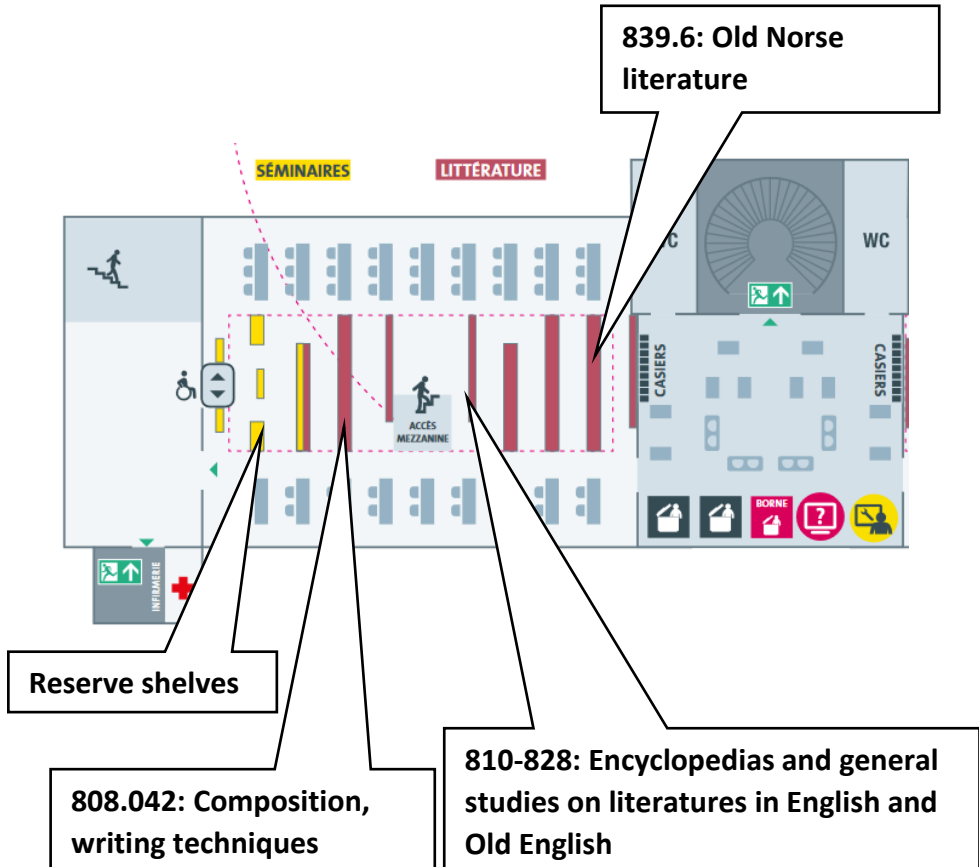 839.6: Old Norse
literature
SÉMINAIRES
LITTÉRATURE
WC
WC
CASIERS
CASIERS
ACCÈS
MEZZANINE
BORNE
?
INFIRMERIE
Reserve shelves
808.042: Composition,
writing techniques
810-828: Encyclopedias and general
studies on literatures in English and
Old English